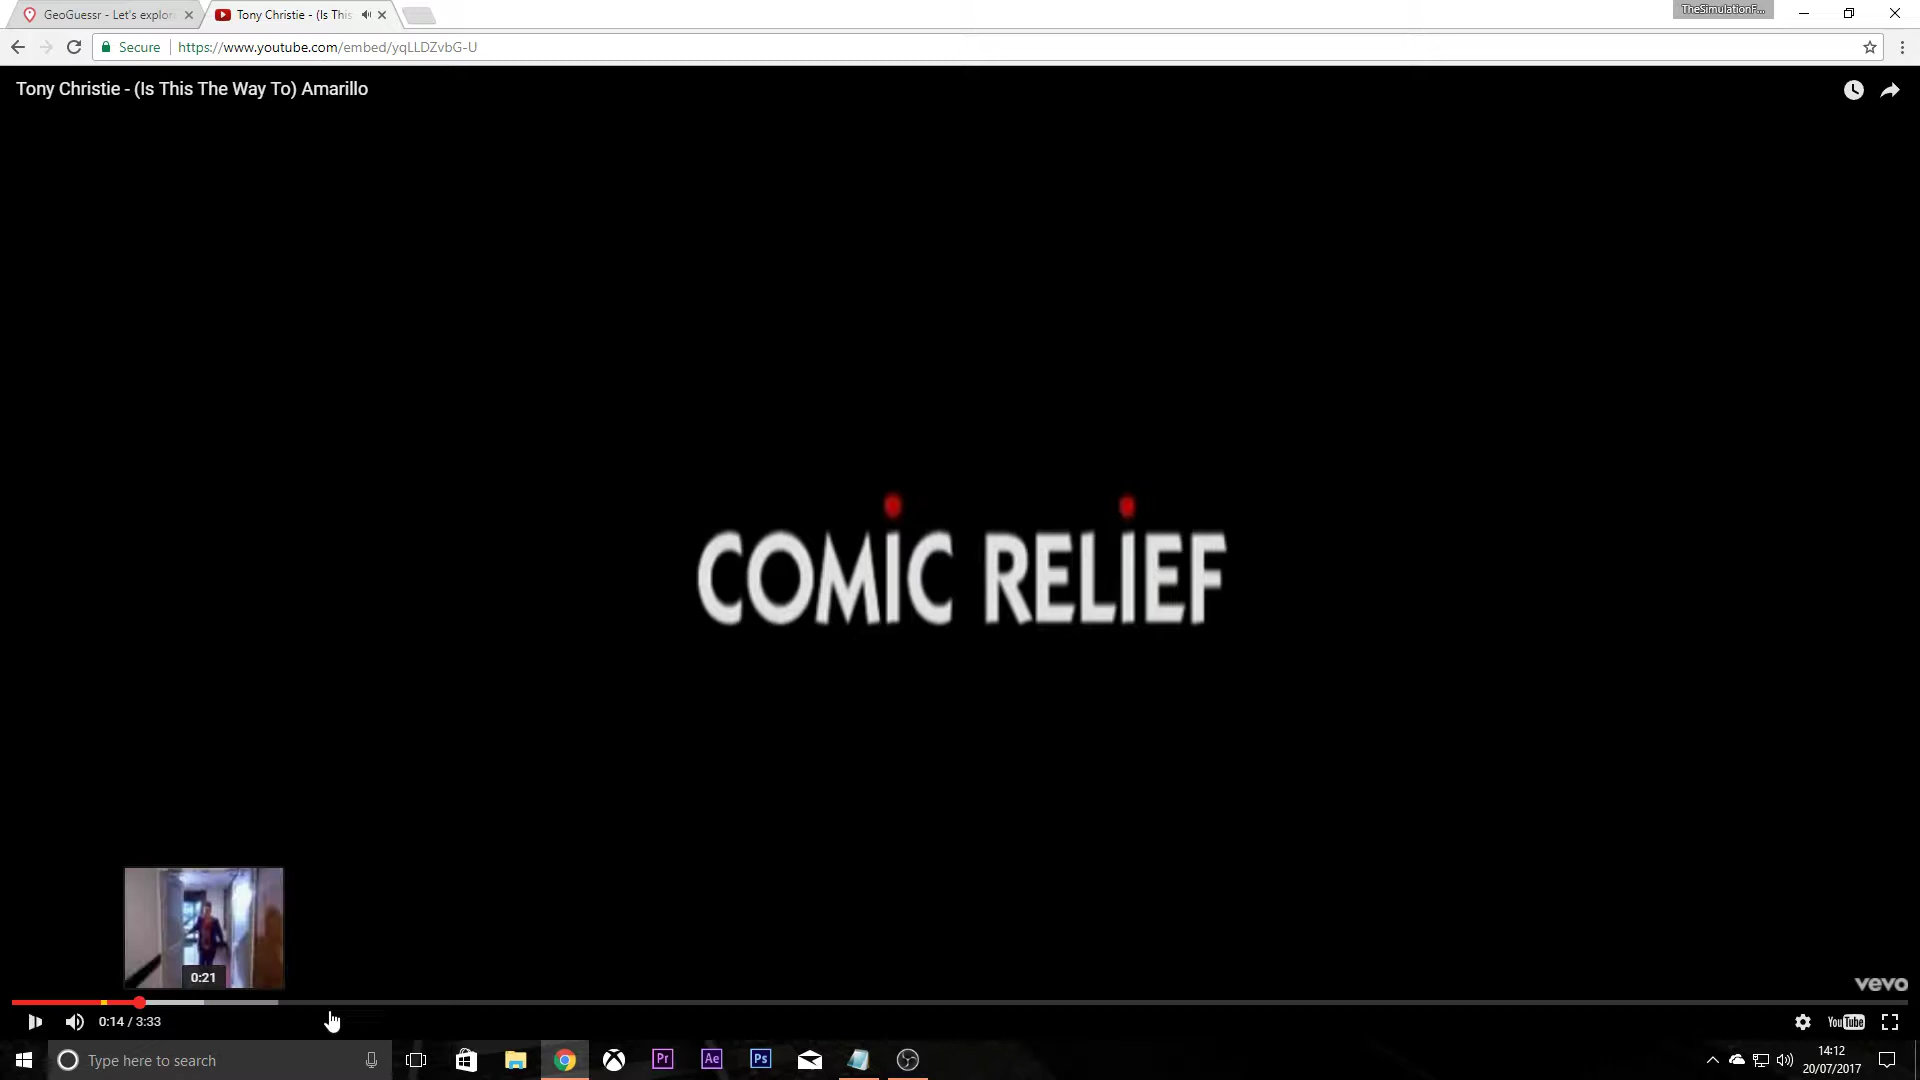 GeoGuessr - Let's explor
Tony Christie - (Is This
TheSimulationF...
Secure
https://www.youtube.com/embed/yqLLDZvbG-U
Tony Christie - (Is This The Way To) Amarillo
COMiC RELiEF
0:21
vevo
0:14 / 3:33
YouTube
Type here to search
Pr
Ae
Ps
14:12
20/07/2017